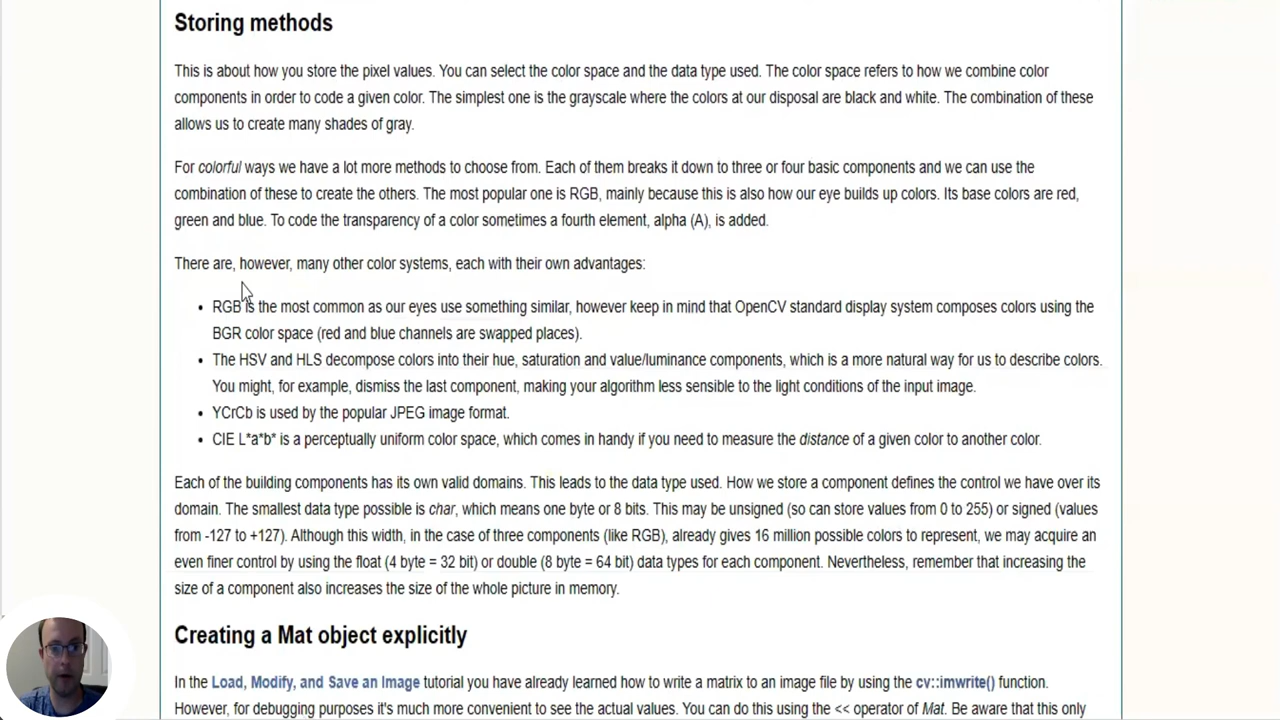 Storing methods
This is about how you store the pixel values. You can select the color space and the data type used. The color space refers to how we combine color
components in order to code a given color. The simplest one is the grayscale where the colors at our disposal are black and white. The combination of these
allows us to create many shades of gray.
For colorful ways we have a lot more methods to choose from. Each of them breaks it down to three or four basic components and we can use the
combination of these to create the others. The most popular one is RGB, mainly because this is also how our eye builds up colors. Its base colors are red,
green and blue. To code the transparency of a color sometimes a fourth element, alpha (A), is added.
There are, however, many other color systems, each with their own advantages:
• RGB is the most common as our eyes use something similar, however keep in mind that OpenCV standard display system composes colors using the
BGR color space (red and blue channels are swapped places).
• The HSV and HLS decompose colors into their hue, saturation and value/luminance components, which is a more natural way for us to describe colors.
You might, for example, dismiss the last component, making your algorithm less sensible to the light conditions of the input image.
• YCrCb is used by the popular JPEG image format.
• CIE L*a*b* is a perceptually uniform color space, which comes in handy if you need to measure the distance of a given color to another color.
Each of the building components has its own valid domains. This leads to the data type used. How we store a component defines the control we have over its
domain. The smallest data type possible is char, which means one byte or 8 bits. This may be unsigned (so can store values from 0 to 255) or signed (values
from -127 to +127). Although this width, in the case of three components (like RGB), already gives 16 million possible colors to represent, we may acquire an
even finer control by using the float (4 byte = 32 bit) or double (8 byte = 64 bit) data types for each component. Nevertheless, remember that increasing the
size of a component also increases the size of the whole picture in memory.
Creating a Mat object explicitly
In the Load, Modify, and Save an Image tutorial you have already learned how to write a matrix to an image file by using the cv::imwrite() function.
However, for debugging purposes it's much more convenient to see the actual values. You can do this using the << operator of Mat. Be aware that this only